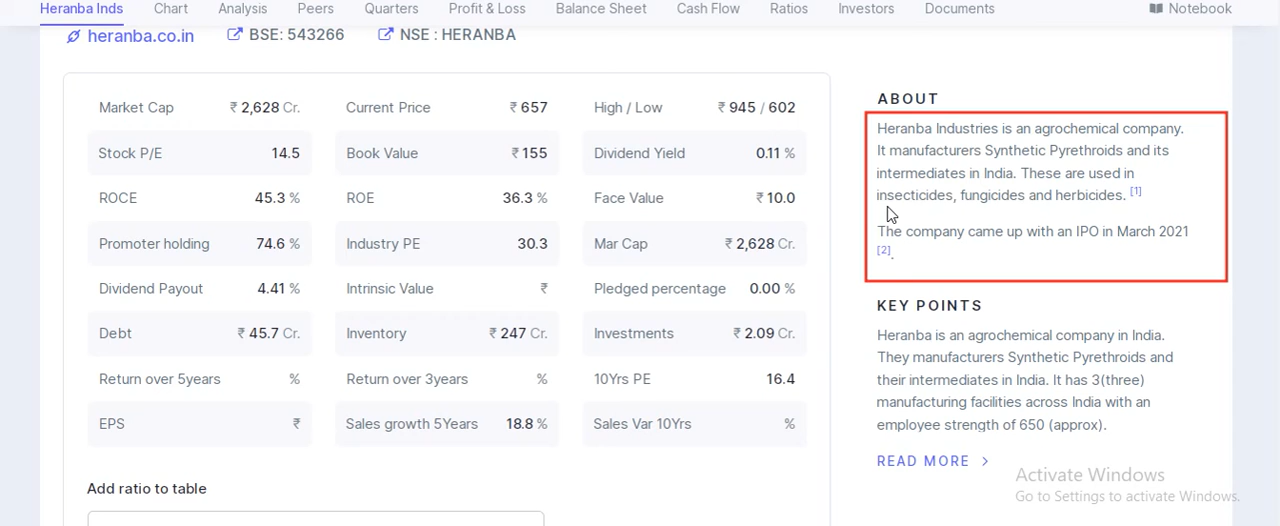 Heranba Inds Chart Analysis Peers Quarters Profit & Loss Balance Sheet Cash Flow Ratios Investors Documents Notebook
heranba.co.in BSE: 543266 NSE : HERANBA
Market Cap ₹ 2,628 Cr. Current Price ₹ 657 High / Low ₹ 945 / 602
Stock P/E 14.5 Book Value ₹ 155 Dividend Yield 0.11 %
ROCE 45.3 % ROE 36.3 % Face Value ₹ 10.0
Promoter holding 74.6 % Industry PE 30.3 Mar Cap ₹ 2,628 Cr.
Dividend Payout 4.41 % Intrinsic Value ₹ Pledged percentage 0.00 %
Debt ₹ 45.7 Cr. Inventory ₹ 247 Cr. Investments ₹ 2.09 Cr.
Return over 5years % Return over 3years % 10Yrs PE 16.4
EPS ₹ Sales growth 5Years 18.8 % Sales Var 10Yrs %
Add ratio to table
ABOUT
Heranba Industries is an agrochemical company.
It manufacturers Synthetic Pyrethroids and its
intermediates in India. These are used in
insecticides, fungicides and herbicides. [1]
The company came up with an IPO in March 2021
[2].
KEY POINTS
Heranba is an agrochemical company in India.
They manufacturers Synthetic Pyrethroids and
their intermediates in India. It has 3(three)
manufacturing facilities across India with an
employee strength of 650 (approx).
READ MORE >
Activate Windows
Go to Settings to activate Windows.